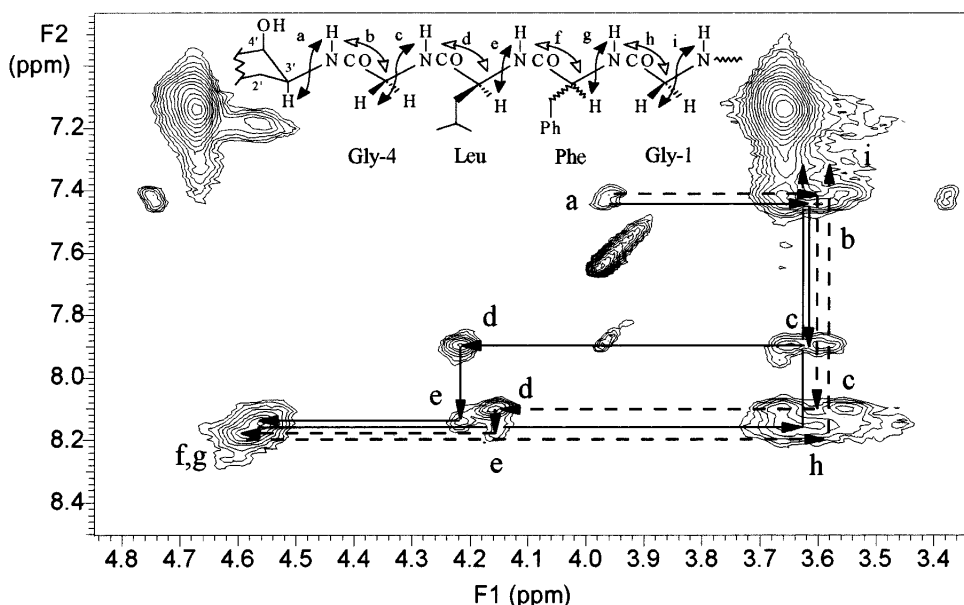 F2
(ppm)
OH
4'
3'
2'
H
a
H
N
b
CO
c
H
H
N
d
CO
e
H
H
N
f
CO
g
Ph
H
H
N
h
CO
i
H
H
H
N
Gly-4 Leu Phe Gly-1
7.2
7.4
7.6
7.8
8.0
8.2
8.4
i
a
b
d
c
e
d
c
f,g
e
h
4.8 4.7 4.6 4.5 4.4 4.3 4.2 4.1 4.0 3.9 3.8 3.7 3.6 3.5 3.4
F1 (ppm)